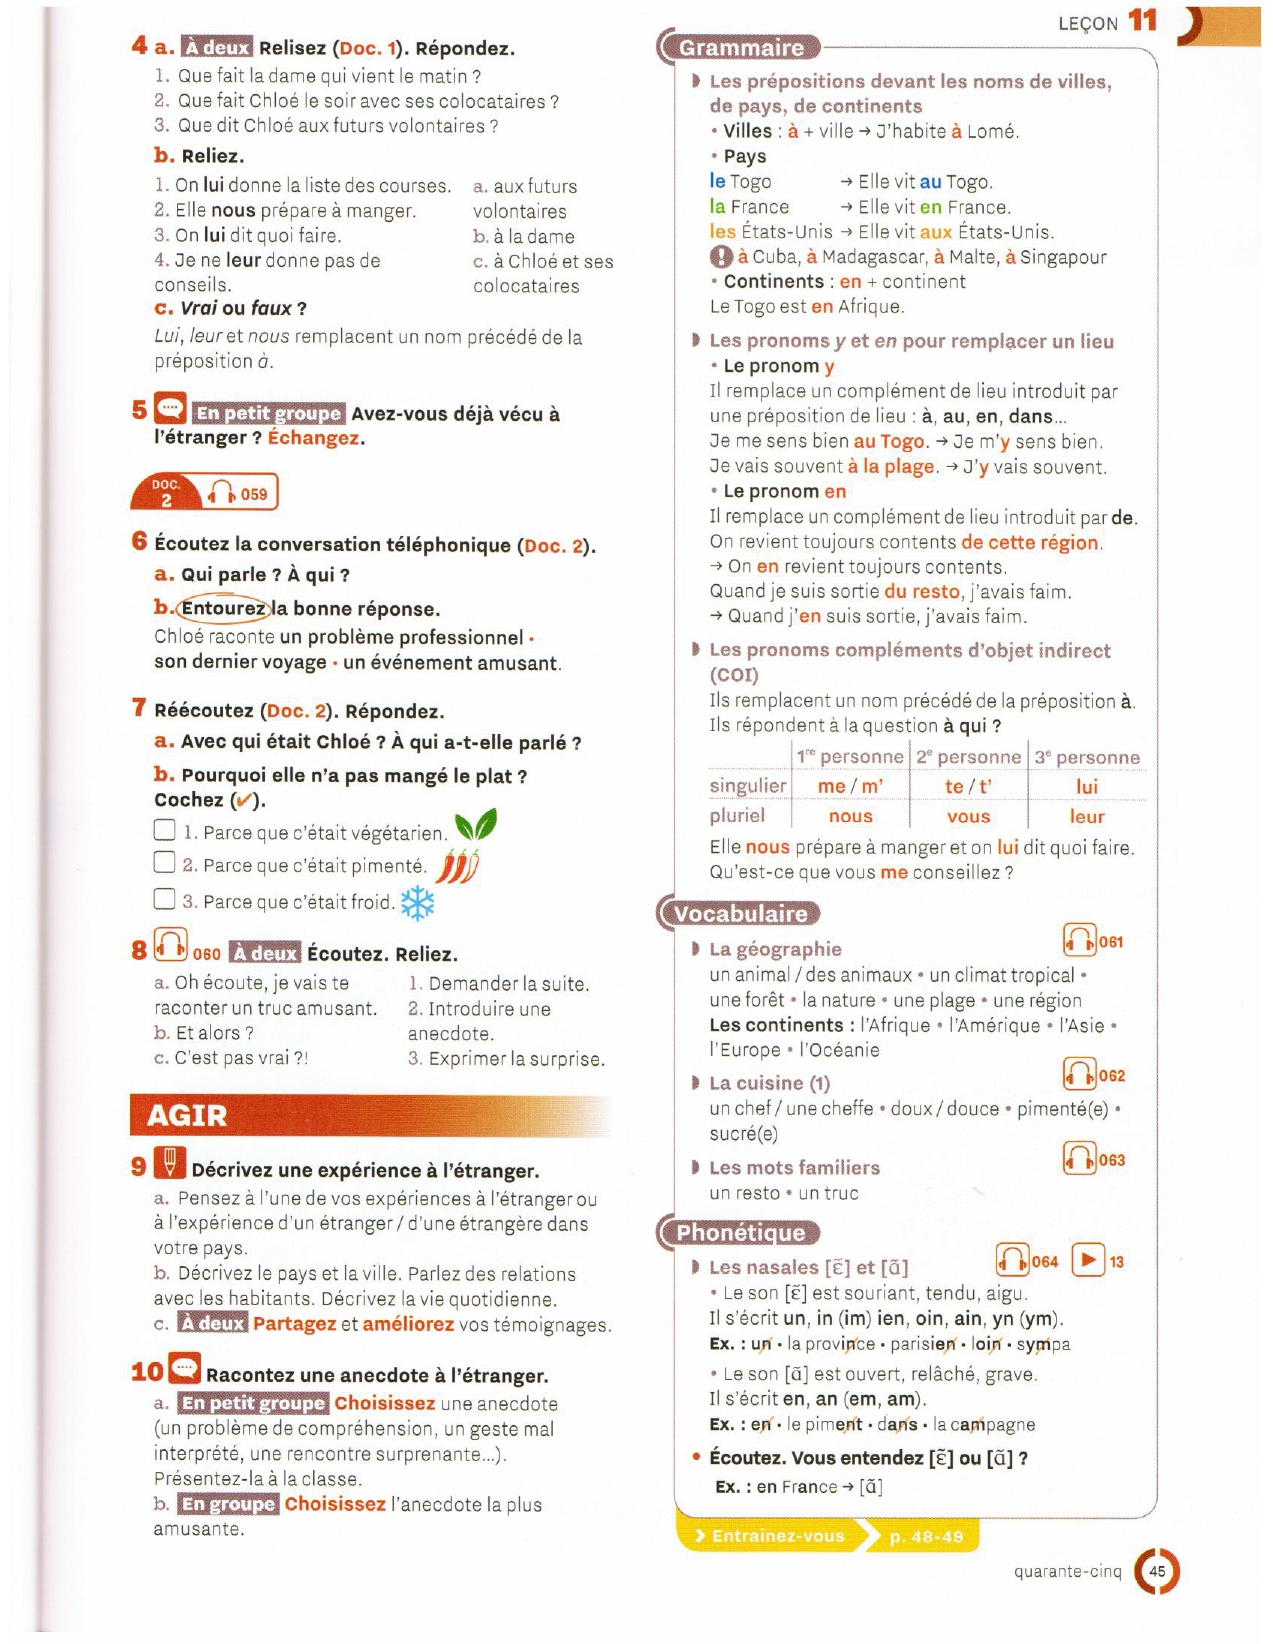 LEÇON 11
4 a. À deux Relisez (Doc. 1). Répondez.
1. Que fait la dame qui vient le matin ?
2. Que fait Chloé le soir avec ses colocataires ?
3. Que dit Chloé aux futurs volontaires ?
b. Reliez.
1. On lui donne la liste des courses.
2. Elle nous prépare à manger.
3. On lui dit quoi faire.
4. Je ne leur donne pas de
conseils.
a. aux futurs
volontaires
b. à la dame
c. à Chloé et ses
colocataires
c. Vrai ou faux ?
Lui, leur et nous remplacent un nom précédé de la
préposition à.
5 En petit groupe Avez-vous déjà vécu à
l'étranger ? Échangez.
DOC. 2 059
6 Écoutez la conversation téléphonique (Doc. 2).
a. Qui parle ? À qui ?
b. Entourez la bonne réponse.
Chloé raconte un problème professionnel •
son dernier voyage • un événement amusant.
7 Réécoutez (Doc. 2). Répondez.
a. Avec qui était Chloé ? À qui a-t-elle parlé ?
b. Pourquoi elle n'a pas mangé le plat ?
Cochez (✓).
☐ 1. Parce que c'était végétarien.
☐ 2. Parce que c'était pimenté.
☐ 3. Parce que c'était froid.
8 060 À deux Écoutez. Reliez.
a. Oh écoute, je vais te
raconter un truc amusant.
b. Et alors ?
c. C'est pas vrai ?!
1. Demander la suite.
2. Introduire une
anecdote.
3. Exprimer la surprise.
AGIR
9 Décrivez une expérience à l'étranger.
a. Pensez à l'une de vos expériences à l'étranger ou
à l'expérience d'un étranger / d'une étrangère dans
votre pays.
b. Décrivez le pays et la ville. Parlez des relations
avec les habitants. Décrivez la vie quotidienne.
c. À deux Partagez et améliorez vos témoignages.
10 Racontez une anecdote à l'étranger.
a. En petit groupe Choisissez une anecdote
(un problème de compréhension, un geste mal
interprété, une rencontre surprenante...).
Présentez-la à la classe.
b. En groupe Choisissez l'anecdote la plus
amusante.
Grammaire
Les prépositions devant les noms de villes,
de pays, de continents
• Villes : à + ville → J'habite à Lomé.
• Pays
le Togo → Elle vit au Togo.
la France → Elle vit en France.
les États-Unis → Elle vit aux États-Unis.
! à Cuba, à Madagascar, à Malte, à Singapour
• Continents : en + continent
Le Togo est en Afrique.
Les pronoms y et en pour remplacer un lieu
• Le pronom y
Il remplace un complément de lieu introduit par
une préposition de lieu : à, au, en, dans...
Je me sens bien au Togo. → Je m'y sens bien.
Je vais souvent à la plage. → J'y vais souvent.
• Le pronom en
Il remplace un complément de lieu introduit par de.
On revient toujours contents de cette région.
→ On en revient toujours contents.
Quand je suis sortie du resto, j'avais faim.
→ Quand j'en suis sortie, j'avais faim.
Les pronoms compléments d'objet indirect
(COI)
Ils remplacent un nom précédé de la préposition à.
Ils répondent à la question à qui ?
1re personne 2e personne 3e personne
singulier me / m' te / t' lui
pluriel nous vous leur
Elle nous prépare à manger et on lui dit quoi faire.
Qu'est-ce que vous me conseillez ?
Vocabulaire
La géographie 061
un animal / des animaux • un climat tropical •
une forêt • la nature • une plage • une région
Les continents : l'Afrique • l'Amérique • l'Asie •
l'Europe • l'Océanie
La cuisine (1) 062
un chef / une cheffe • doux / douce • pimenté(e) •
sucré(e)
Les mots familiers 063
un resto • un truc
Phonétique
Les nasales [ɛ̃] et [ɑ̃] 064 13
• Le son [ɛ̃] est souriant, tendu, aigu.
Il s'écrit un, in (im) ien, oin, ain, yn (ym).
Ex. : un • la province • parisien • loin • sympa
• Le son [ɑ̃] est ouvert, relâché, grave.
Il s'écrit en, an (em, am).
Ex. : en • le piment • dans • la campagne
• Écoutez. Vous entendez [ɛ̃] ou [ɑ̃] ?
Ex. : en France → [ɑ̃]
> Entraînez-vous > p. 48-49
quarante-cinq 45